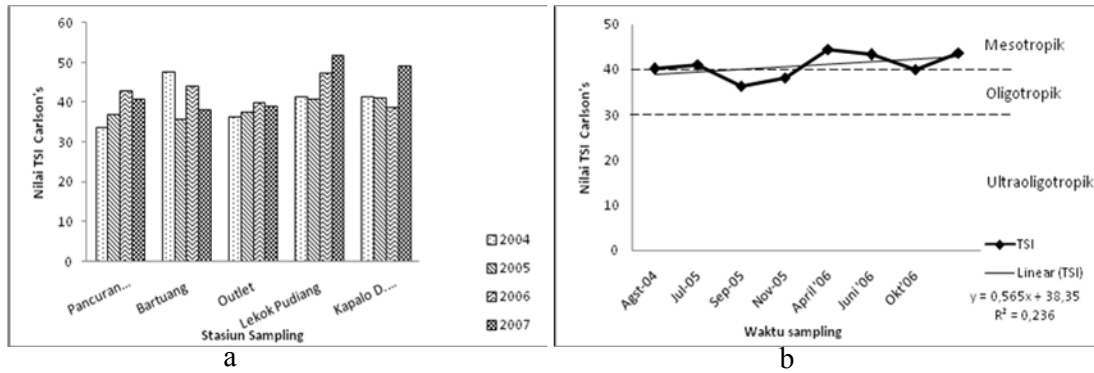 60
50
40
30
20
10
0
Nilai TSI Carlson's
Pancuran...
Bartuang
Outlet
Lekok Pudiang
Kapalo D....
Stasiun Sampling
2004
2005
2006
2007
a
50
40
30
20
10
0
Nilai TSI Carlson's
Mesotropik
Oligotropik
Ultraoligotropik
Agst-04
Jul-05
Sep-05
Nov-05
April'06
Juni'06
Okt'06
Waktu sampling
TSI
Linear (TSI)
y = 0,565x + 38,35
R² = 0,236
b